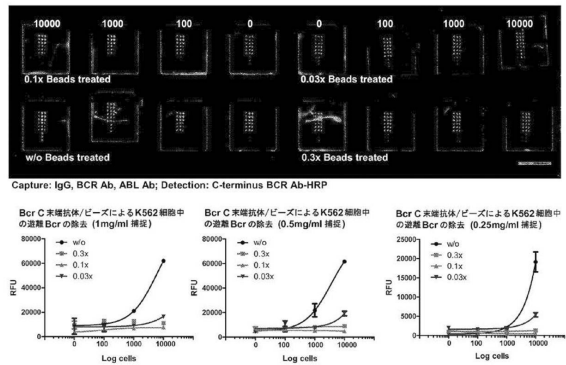 10000 1000 100 0 0 100 1000 10000
0.1x Beads treated 0.03x Beads treated
w/o Beads treated 0.3x Beads treated
Capture: IgG, BCR Ab, ABL Ab; Detection: C-terminus BCR Ab-HRP
Bcr C 末端抗体/ビーズによるK562細胞中
の遊離Bcrの除去 (1mg/ml 捕捉)
RFU
80000
60000
40000
20000
0
w/o
0.3x
0.1x
0.03x
0 100 1000 10000
Log cells
Bcr C 末端抗体/ビーズによるK562細胞中
の遊離Bcrの除去 (0.5mg/ml 捕捉)
RFU
80000
60000
40000
20000
0
w/o
0.3x
0.1x
0.03x
0 100 1000 10000
Log cells
Bcr C 末端抗体/ビーズによるK562細胞中
の遊離Bcrの除去 (0.25mg/ml 捕捉)
RFU
25000
20000
15000
10000
5000
0
w/o
0.3x
0.1x
0.03x
0 100 1000 10000
Log cells